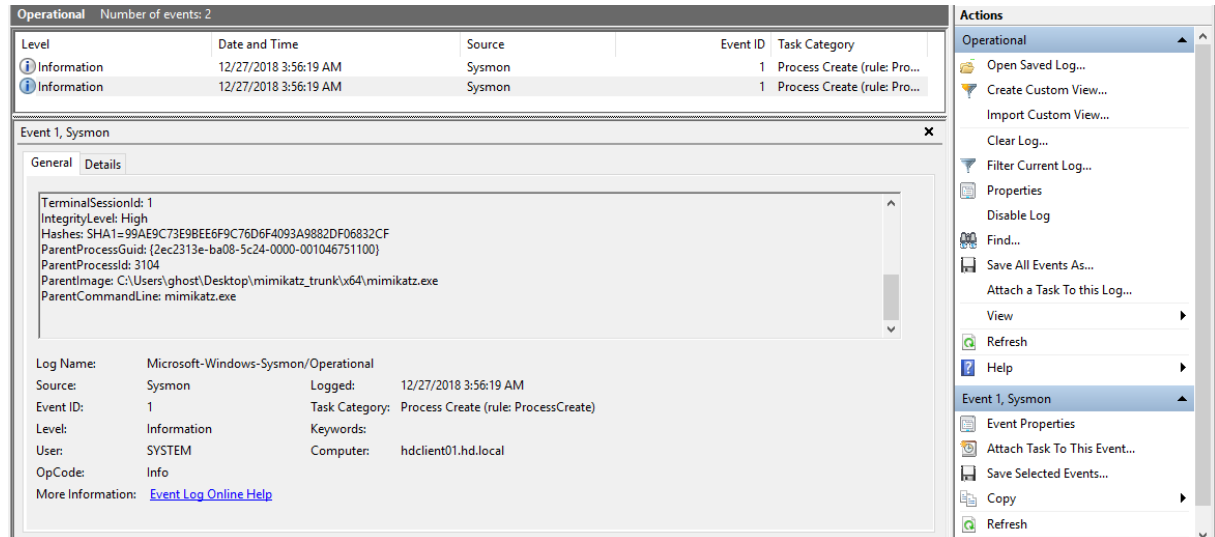 Operational Number of events: 2
Level Date and Time Source Event ID Task Category
Information 12/27/2018 3:56:19 AM Sysmon 1 Process Create (rule: Pro...
Information 12/27/2018 3:56:19 AM Sysmon 1 Process Create (rule: Pro...
Event 1, Sysmon
General Details
TerminalSessionId: 1
IntegrityLevel: High
Hashes: SHA1=99AE9C73E9BEE6F9C76D6F4093A9882DF06832CF
ParentProcessGuid: {2ec2313e-ba08-5c24-0000-001046751100}
ParentProcessId: 3104
ParentImage: C:\Users\ghost\Desktop\mimikatz_trunk\x64\mimikatz.exe
ParentCommandLine: mimikatz.exe
Log Name: Microsoft-Windows-Sysmon/Operational
Source: Sysmon Logged: 12/27/2018 3:56:19 AM
Event ID: 1 Task Category: Process Create (rule: ProcessCreate)
Level: Information Keywords:
User: SYSTEM Computer: hdclient01.hd.local
OpCode: Info
More Information: Event Log Online Help
Actions
Operational
Open Saved Log...
Create Custom View...
Import Custom View...
Clear Log...
Filter Current Log...
Properties
Disable Log
Find...
Save All Events As...
Attach a Task To this Log...
View
Refresh
Help
Event 1, Sysmon
Event Properties
Attach Task To This Event...
Save Selected Events...
Copy
Refresh